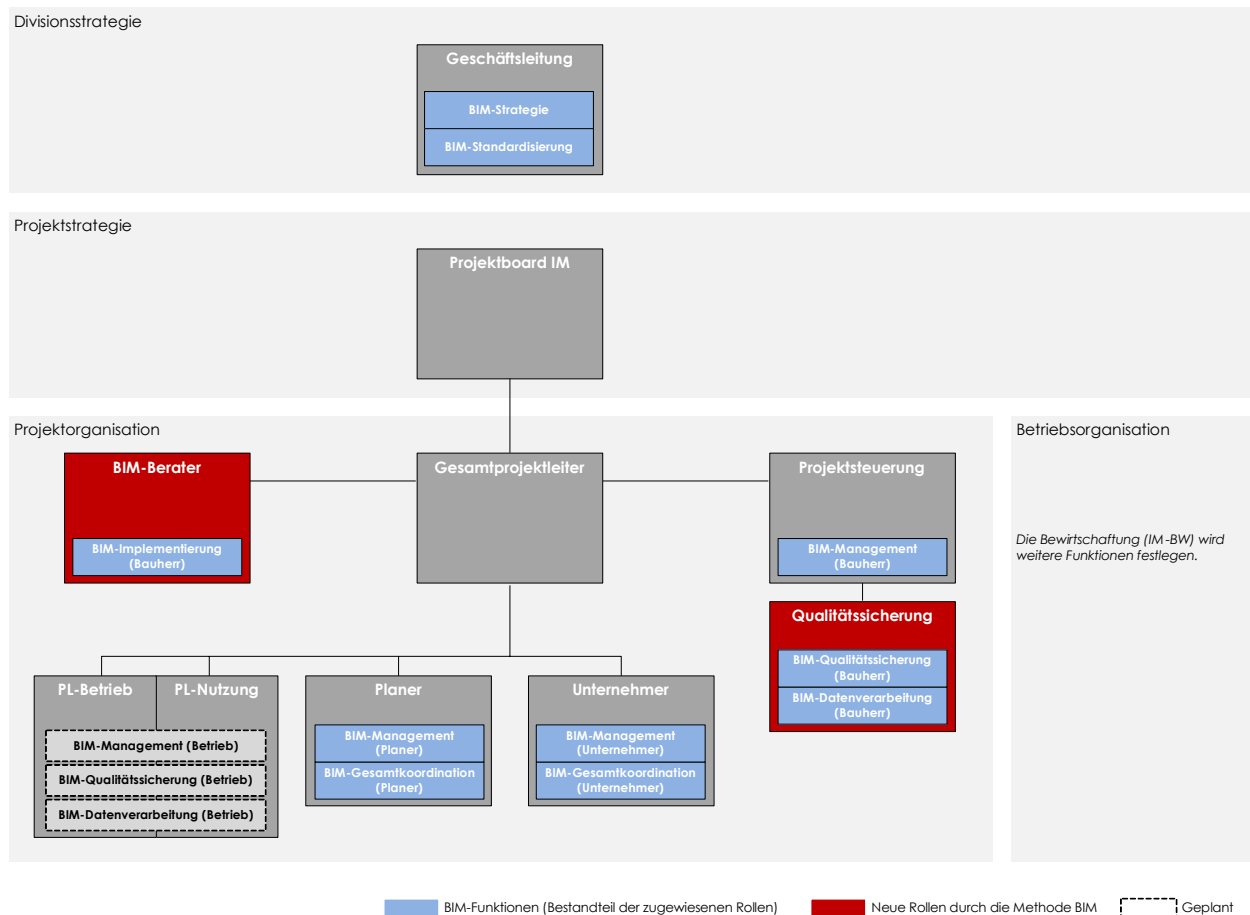 Divisionsstrategie
Geschäftsleitung
BIM-Strategie
BIM-Standardisierung
Projektstrategie
Projektboard IM
Projektorganisation
BIM-Berater
BIM-Implementierung
(Bauherr)
Gesamtprojektleiter
Projektsteuerung
BIM-Management
(Bauherr)
Qualitätssicherung
BIM-Qualitätssicherung
(Bauherr)
BIM-Datenverarbeitung
(Bauherr)
PL-Betrieb
PL-Nutzung
BIM-Management (Betrieb)
BIM-Qualitätssicherung (Betrieb)
BIM-Datenverarbeitung (Betrieb)
Planer
BIM-Management
(Planer)
BIM-Gesamtkoordination
(Planer)
Unternehmer
BIM-Management
(Unternehmer)
BIM-Gesamtkoordination
(Unternehmer)
Betriebsorganisation
Die Bewirtschaftung (IM-BW) wird
weitere Funktionen festlegen.
BIM-Funktionen (Bestandteil der zugewiesenen Rollen)
Neue Rollen durch die Methode BIM
Geplant